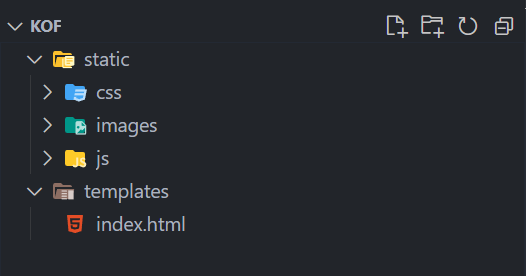 KOF
static
css
images
js
templates
index.html